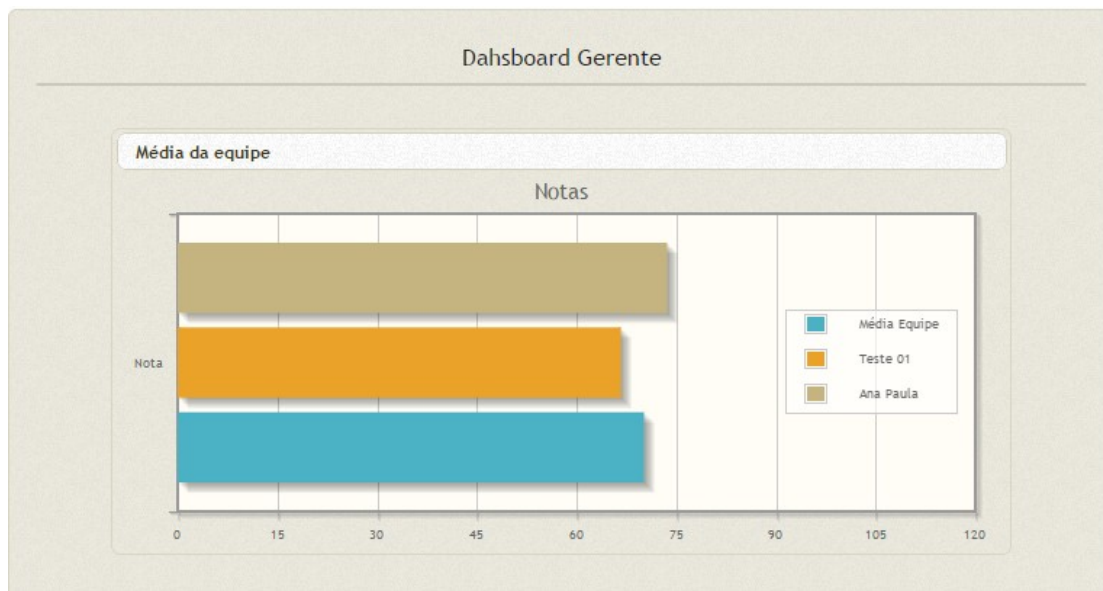 Dahsboard Gerente
Média da equipe
Notas
Média Equipe
Teste 01
Ana Paula
Nota
0 15 30 45 60 75 90 105 120